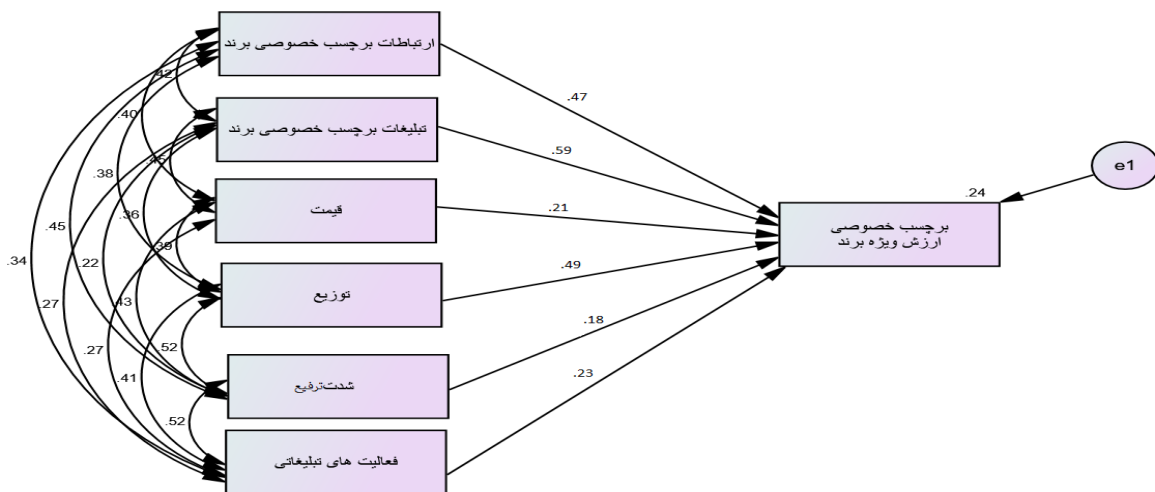 ارتباطات برچسب خصوصی برند
.47
تبلیغات برچسب خصوصی برند
.59
قیمت
.21
توزیع
.49
شدت‌ترفیع
.18
فعالیت های تبلیغاتی
.23
برچسب خصوصی
ارزش ویژه برند
.24
e1
.42
.40
.45
.38
.36
.39
.45
.22
.43
.52
.34
.27
.27
.41
.52